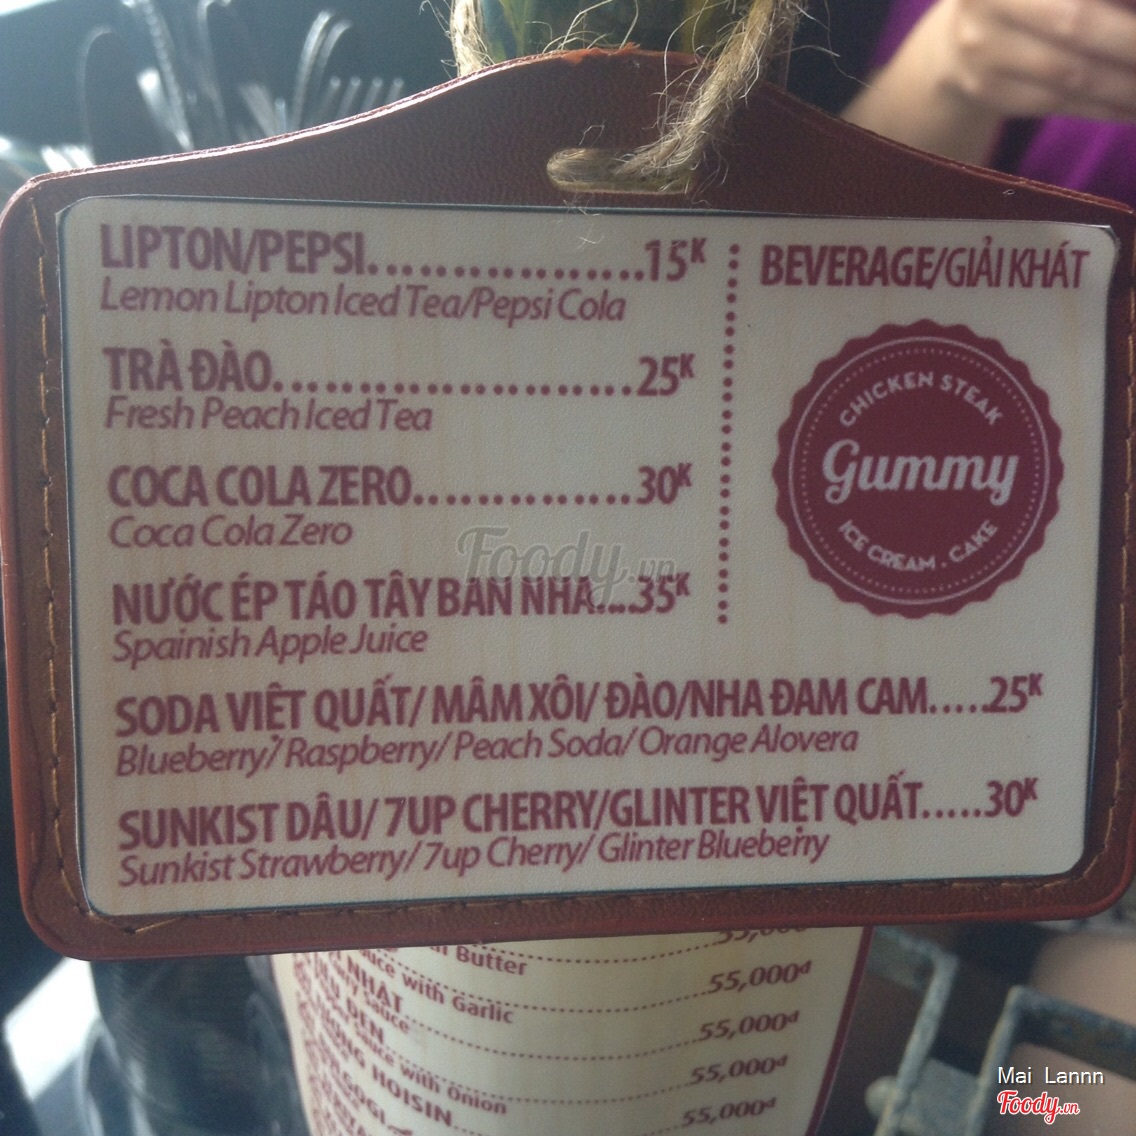 LIPTON/PEPSI..................15K
Lemon Lipton Iced Tea/Pepsi Cola
TRÀ ĐÀO.....................25K
Fresh Peach Iced Tea
COCA COLA ZERO...............30K
Coca Cola Zero
NƯỚC ÉP TÁO TÂY BAN NHA....35K
Spainish Apple Juice
SODA VIỆT QUẤT/ MÂM XÔI/ ĐÀO/NHA ĐAM CAM.....25K
Blueberry/ Raspberry/ Peach Soda/ Orange Alovera
SUNKIST DÂU/ 7UP CHERRY/GLINTER VIỆT QUẤT.....30K
Sunkist Strawberry/ 7up Cherry/ Glinter Blueberry
BEVERAGE/GIẢI KHÁT
CHICKEN STEAK
Gummy
ICE CREAM . CAKE
Foody.vn
Butter
with Garlic
55,000đ
NHẬT
sauce
55,000đ
ĐEN
sauce with Onion
55,000đ
HOISIN
55,000đ
Mai Lannn
Foody.vn